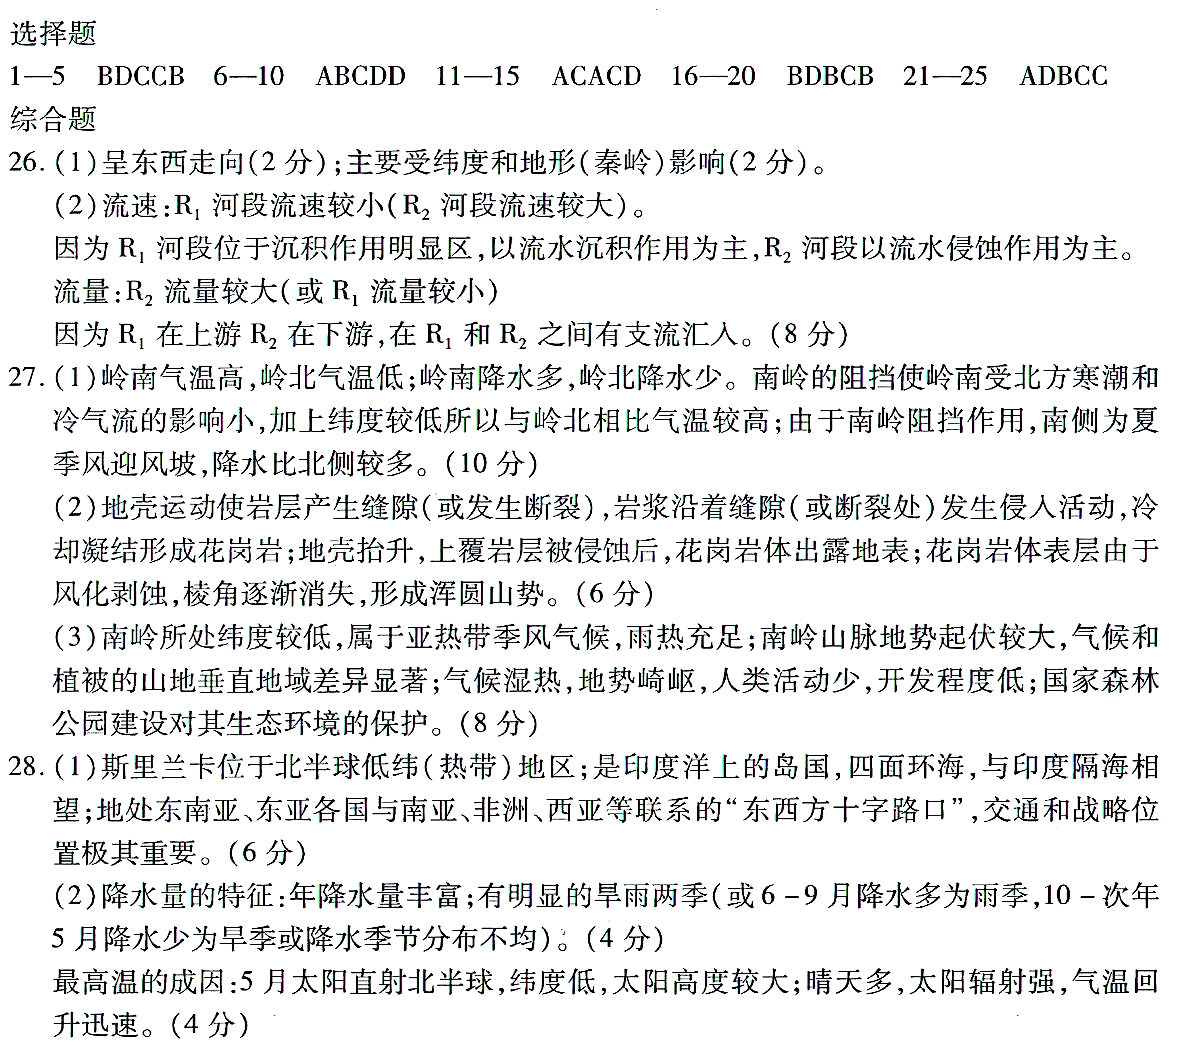 选择题
1—5 BDCCB 6—10 ABCDD 11—15 ACACD 16—20 BDBCB 21—25 ADBCC
综合题
26. (1)呈东西走向(2 分);主要受纬度和地形(秦岭)影响(2 分)。
(2)流速:R₁ 河段流速较小(R₂ 河段流速较大)。
因为 R₁ 河段位于沉积作用明显区,以流水沉积作用为主,R₂ 河段以流水侵蚀作用为主。
流量:R₂ 流量较大(或 R₁ 流量较小)
因为 R₁ 在上游 R₂ 在下游,在 R₁ 和 R₂ 之间有支流汇入。(8 分)
27. (1)岭南气温高,岭北气温低;岭南降水多,岭北降水少。南岭的阻挡使岭南受北方寒潮和
冷气流的影响小,加上纬度较低所以与岭北相比气温较高;由于南岭阻挡作用,南侧为夏
季风迎风坡,降水比北侧较多。(10 分)
(2)地壳运动使岩层产生缝隙(或发生断裂),岩浆沿着缝隙(或断裂处)发生侵入活动,冷
却凝结形成花岗岩;地壳抬升,上覆岩层被侵蚀后,花岗岩体出露地表;花岗岩体表层由于
风化剥蚀,棱角逐渐消失,形成浑圆山势。(6 分)
(3)南岭所处纬度较低,属于亚热带季风气候,雨热充足;南岭山脉地势起伏较大,气候和
植被的山地垂直地域差异显著;气候湿热,地势崎岖,人类活动少,开发程度低;国家森林
公园建设对其生态环境的保护。(8 分)
28. (1)斯里兰卡位于北半球低纬(热带)地区;是印度洋上的岛国,四面环海,与印度隔海相
望;地处东南亚、东亚各国与南亚、非洲、西亚等联系的“东西方十字路口”,交通和战略位
置极其重要。(6 分)
(2)降水量的特征:年降水量丰富;有明显的旱雨两季(或 6 -9 月降水多为雨季,10 - 次年
5 月降水少为旱季或降水季节分布不均)。(4 分)
最高温的成因:5 月太阳直射北半球,纬度低,太阳高度较大;晴天多,太阳辐射强,气温回
升迅速。(4 分)